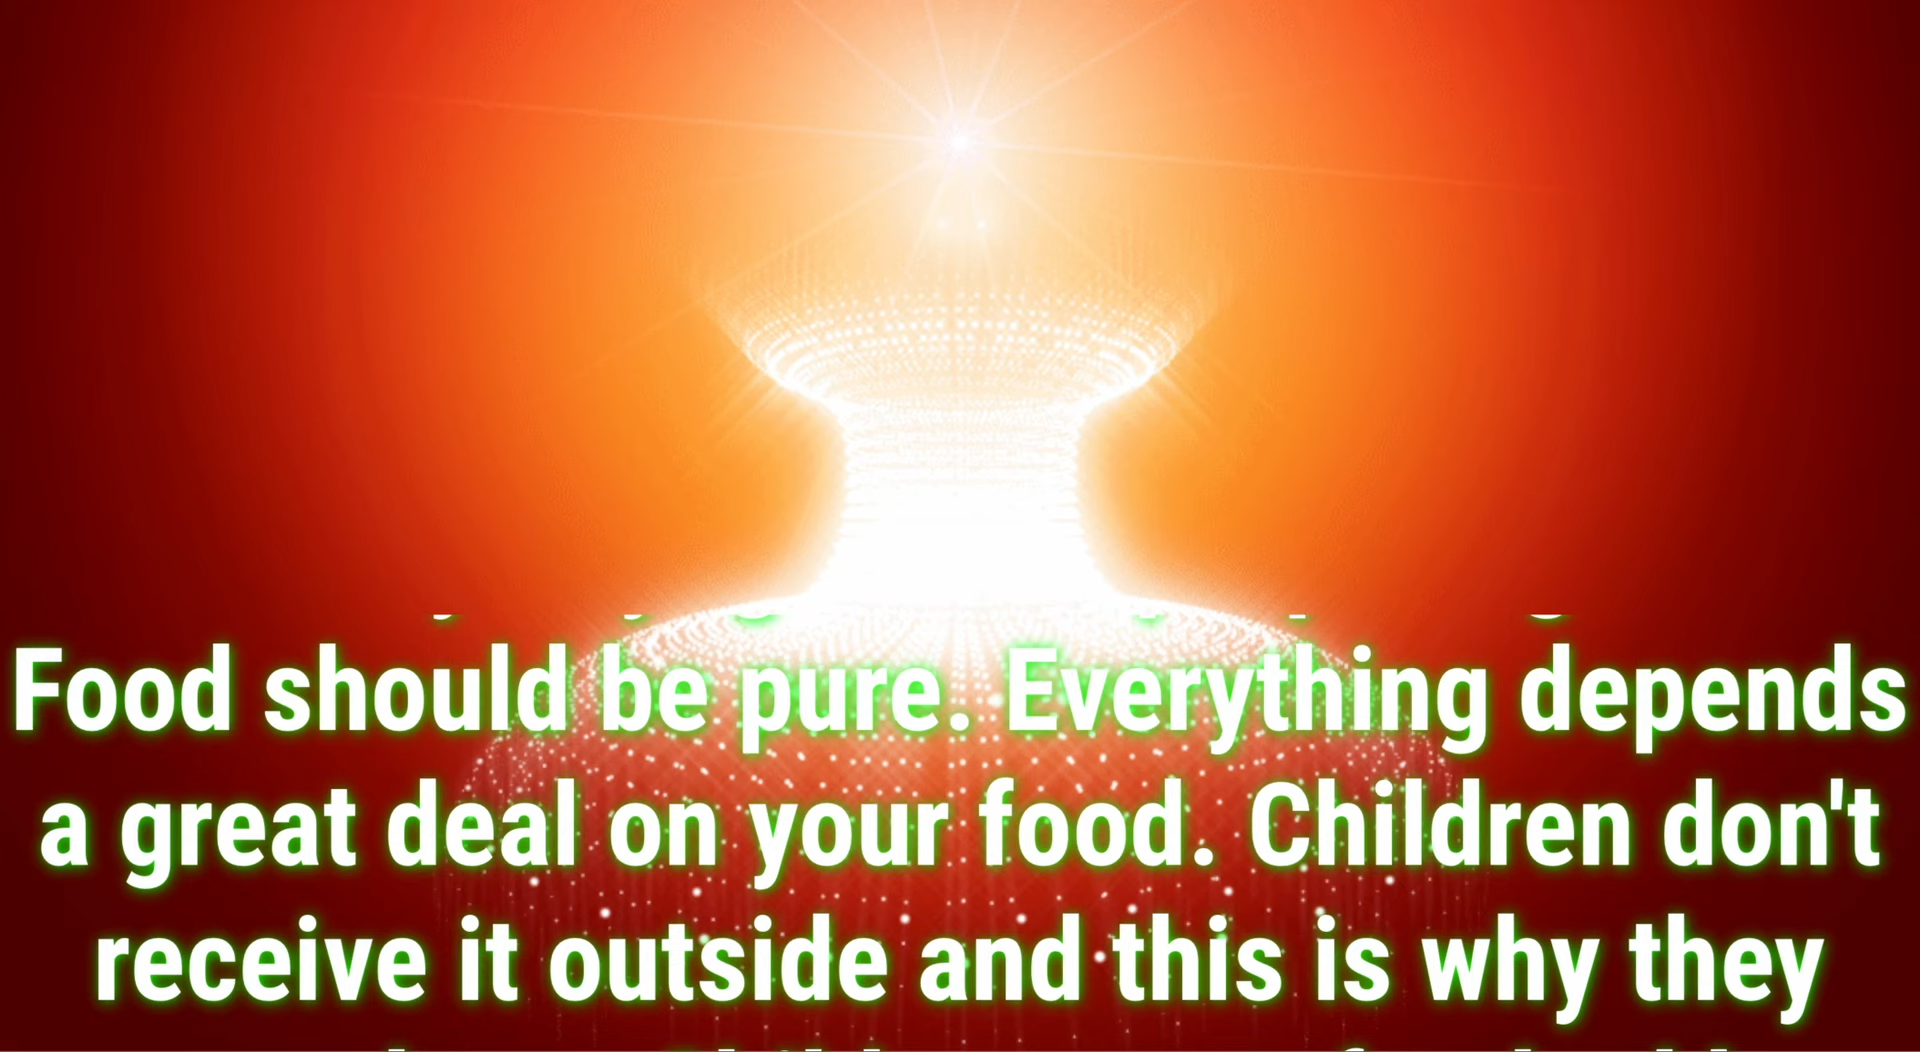 Food should be pure. Everything depends
a great deal on your food. Children don't
receive it outside and this is why they